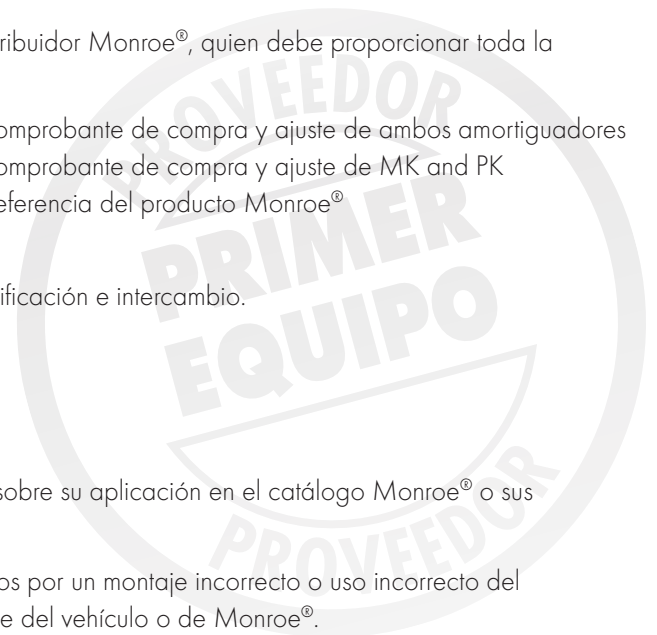 ribuidor Monroe®, quien debe proporcionar toda la
omprobante de compra y ajuste de ambos amortiguadores
omprobante de compra y ajuste de MK and PK
eferencia del producto Monroe®
ificación e intercambio.
sobre su aplicación en el catálogo Monroe® o sus
os por un montaje incorrecto o uso incorrecto del
e del vehículo o de Monroe®.
PROVEEDOR
PRIMER
EQUIPO
PROVEEDOR